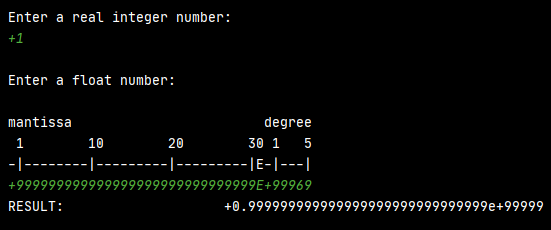 Enter a real integer number:
+1
Enter a float number:
mantissa                        degree
 1        10        20        30 1   5
-|--------|---------|---------|E-|---|
+999999999999999999999999999999E+99969
RESULT:                    +0.999999999999999999999999999999e+99999